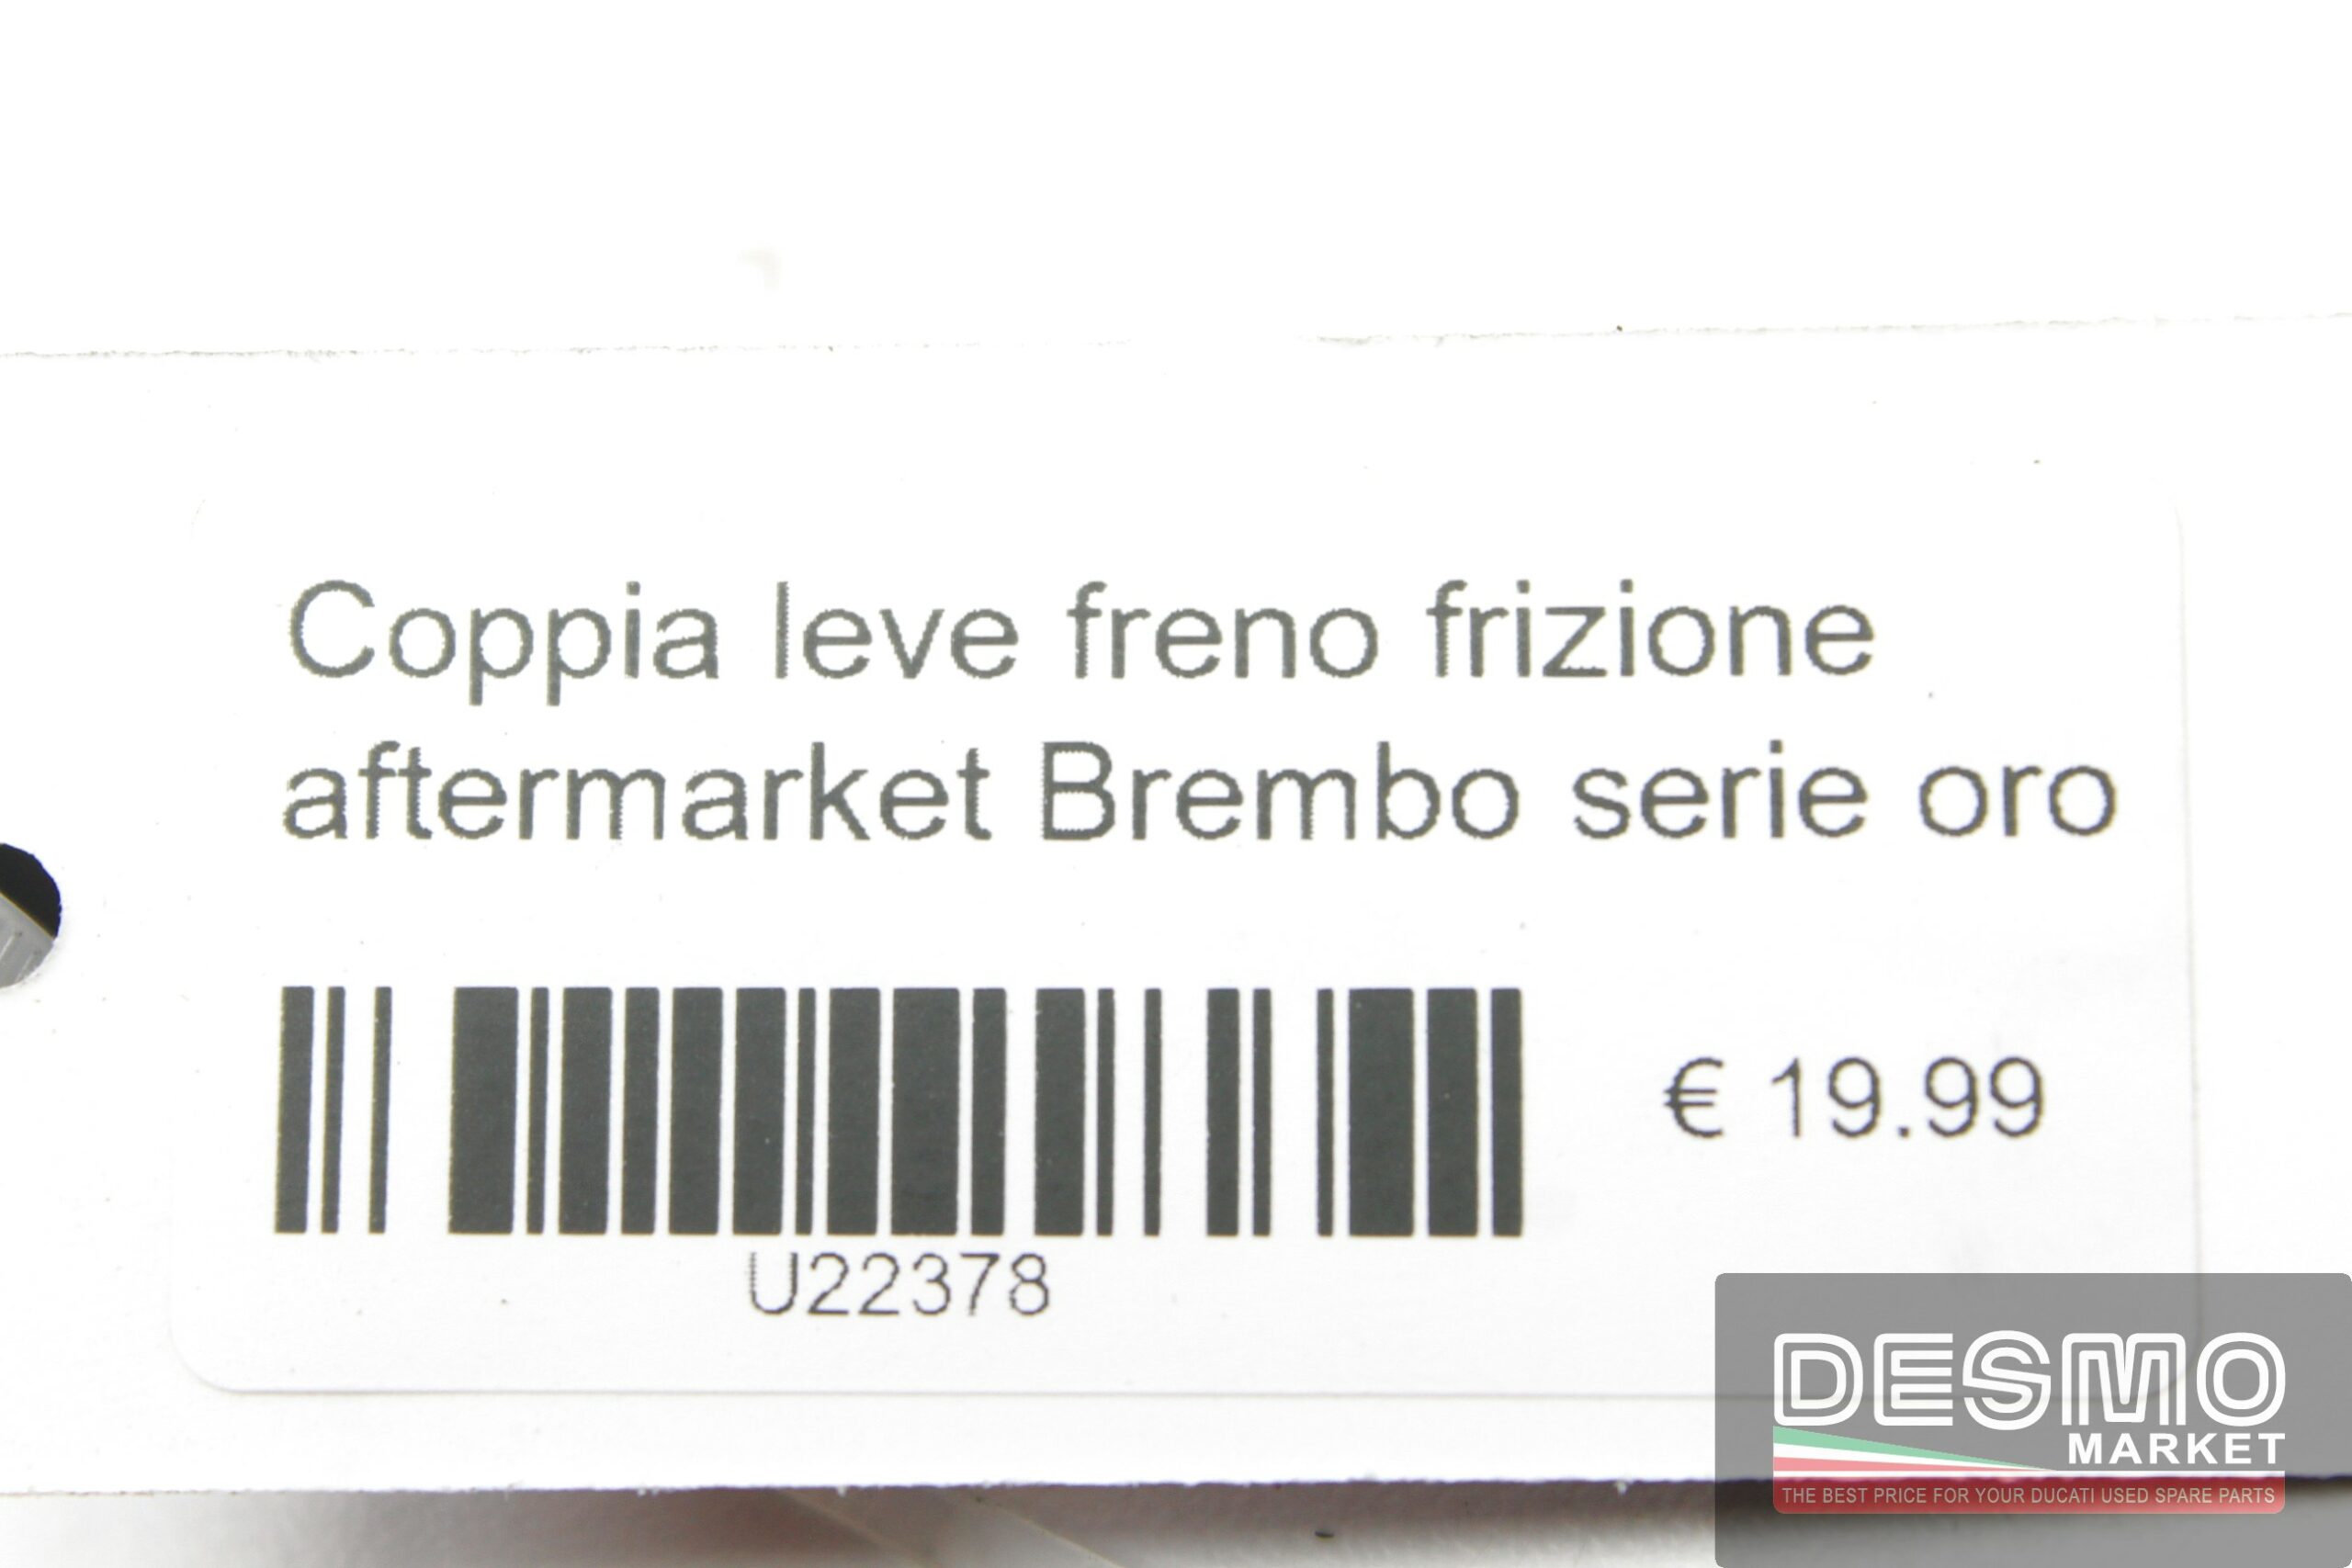 Coppia leve freno frizione
aftermarket Brembo serie oro
€ 19.99
U22378
DESMO
MARKET
THE BEST PRICE FOR YOUR DUCATI USED SPARE PARTS